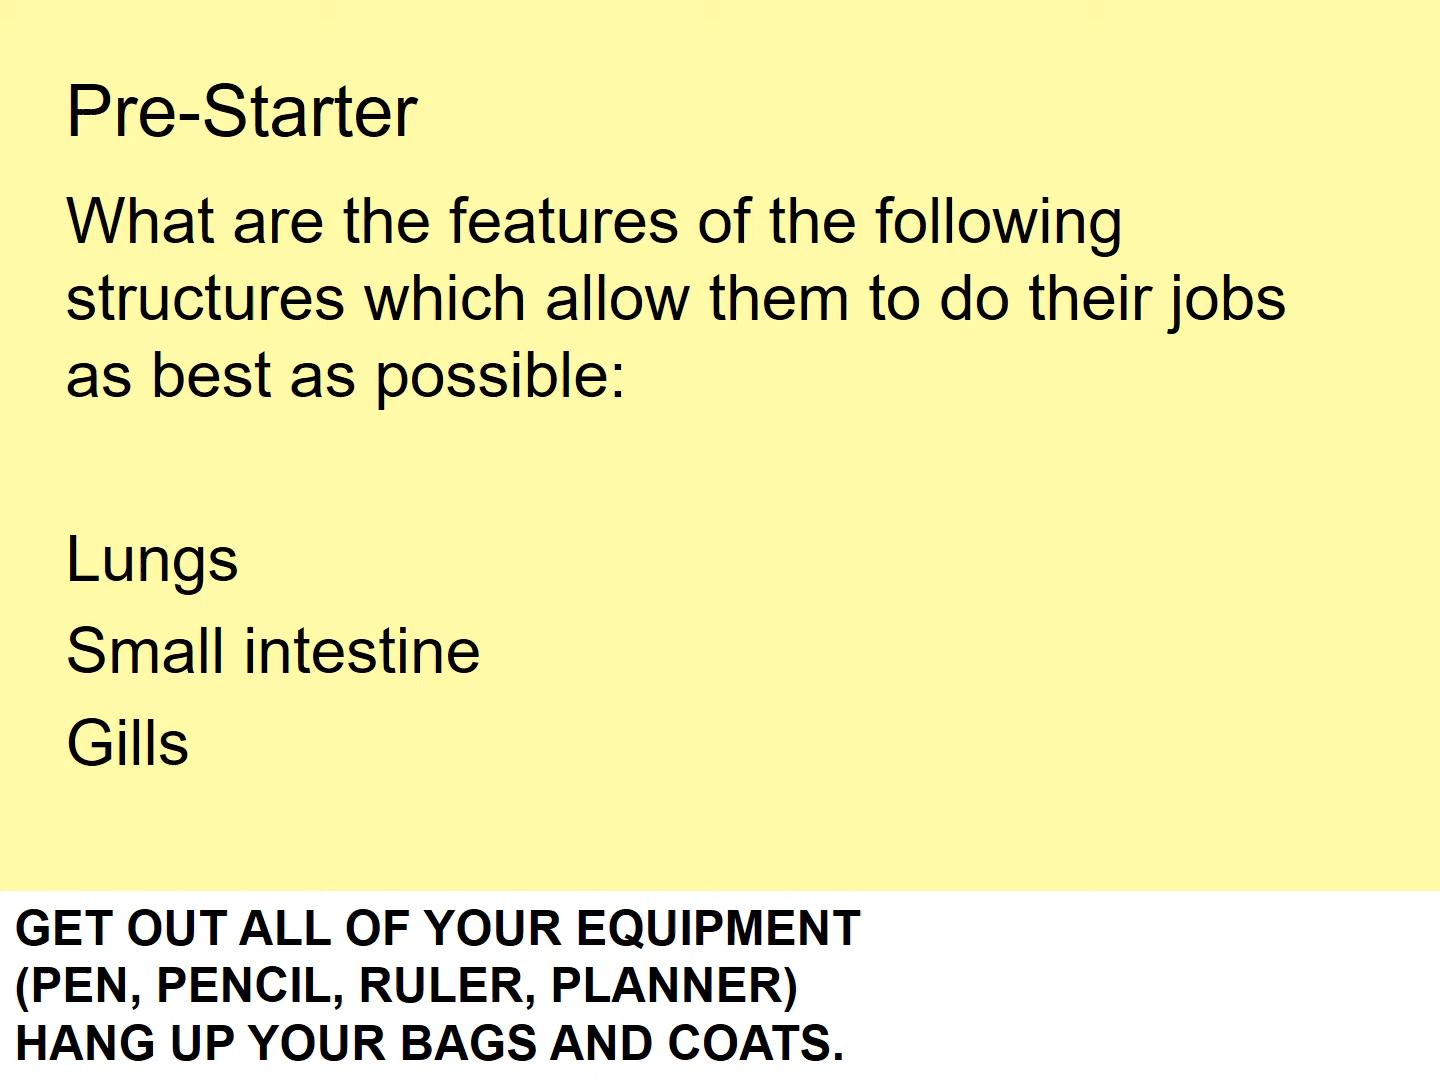 Pre-Starter
What are the features of the following
structures which allow them to do their jobs
as best as possible:
Lungs
Small intestine
Gills
GET OUT ALL OF YOUR EQUIPMENT
(PEN, PENCIL, RULER, PLANNER)
HANG UP YOUR BAGS AND COATS.